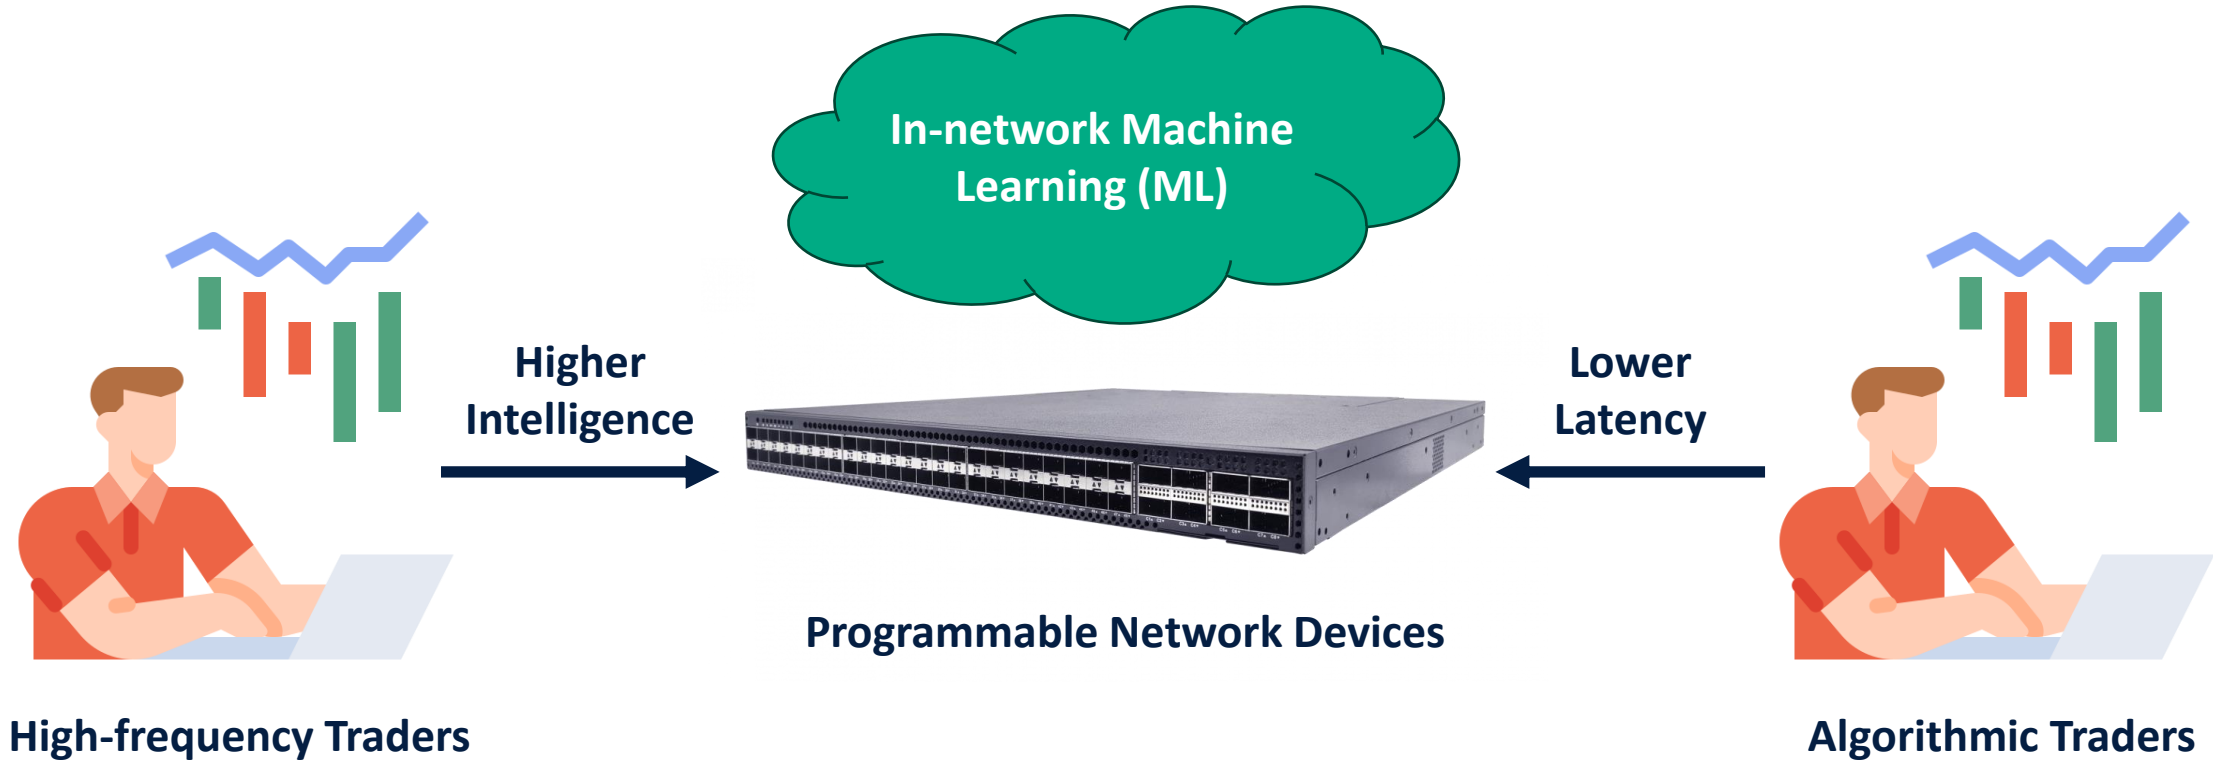 In-network Machine
Learning (ML)
Higher
Intelligence
Lower
Latency
Programmable Network Devices
High-frequency Traders
Algorithmic Traders